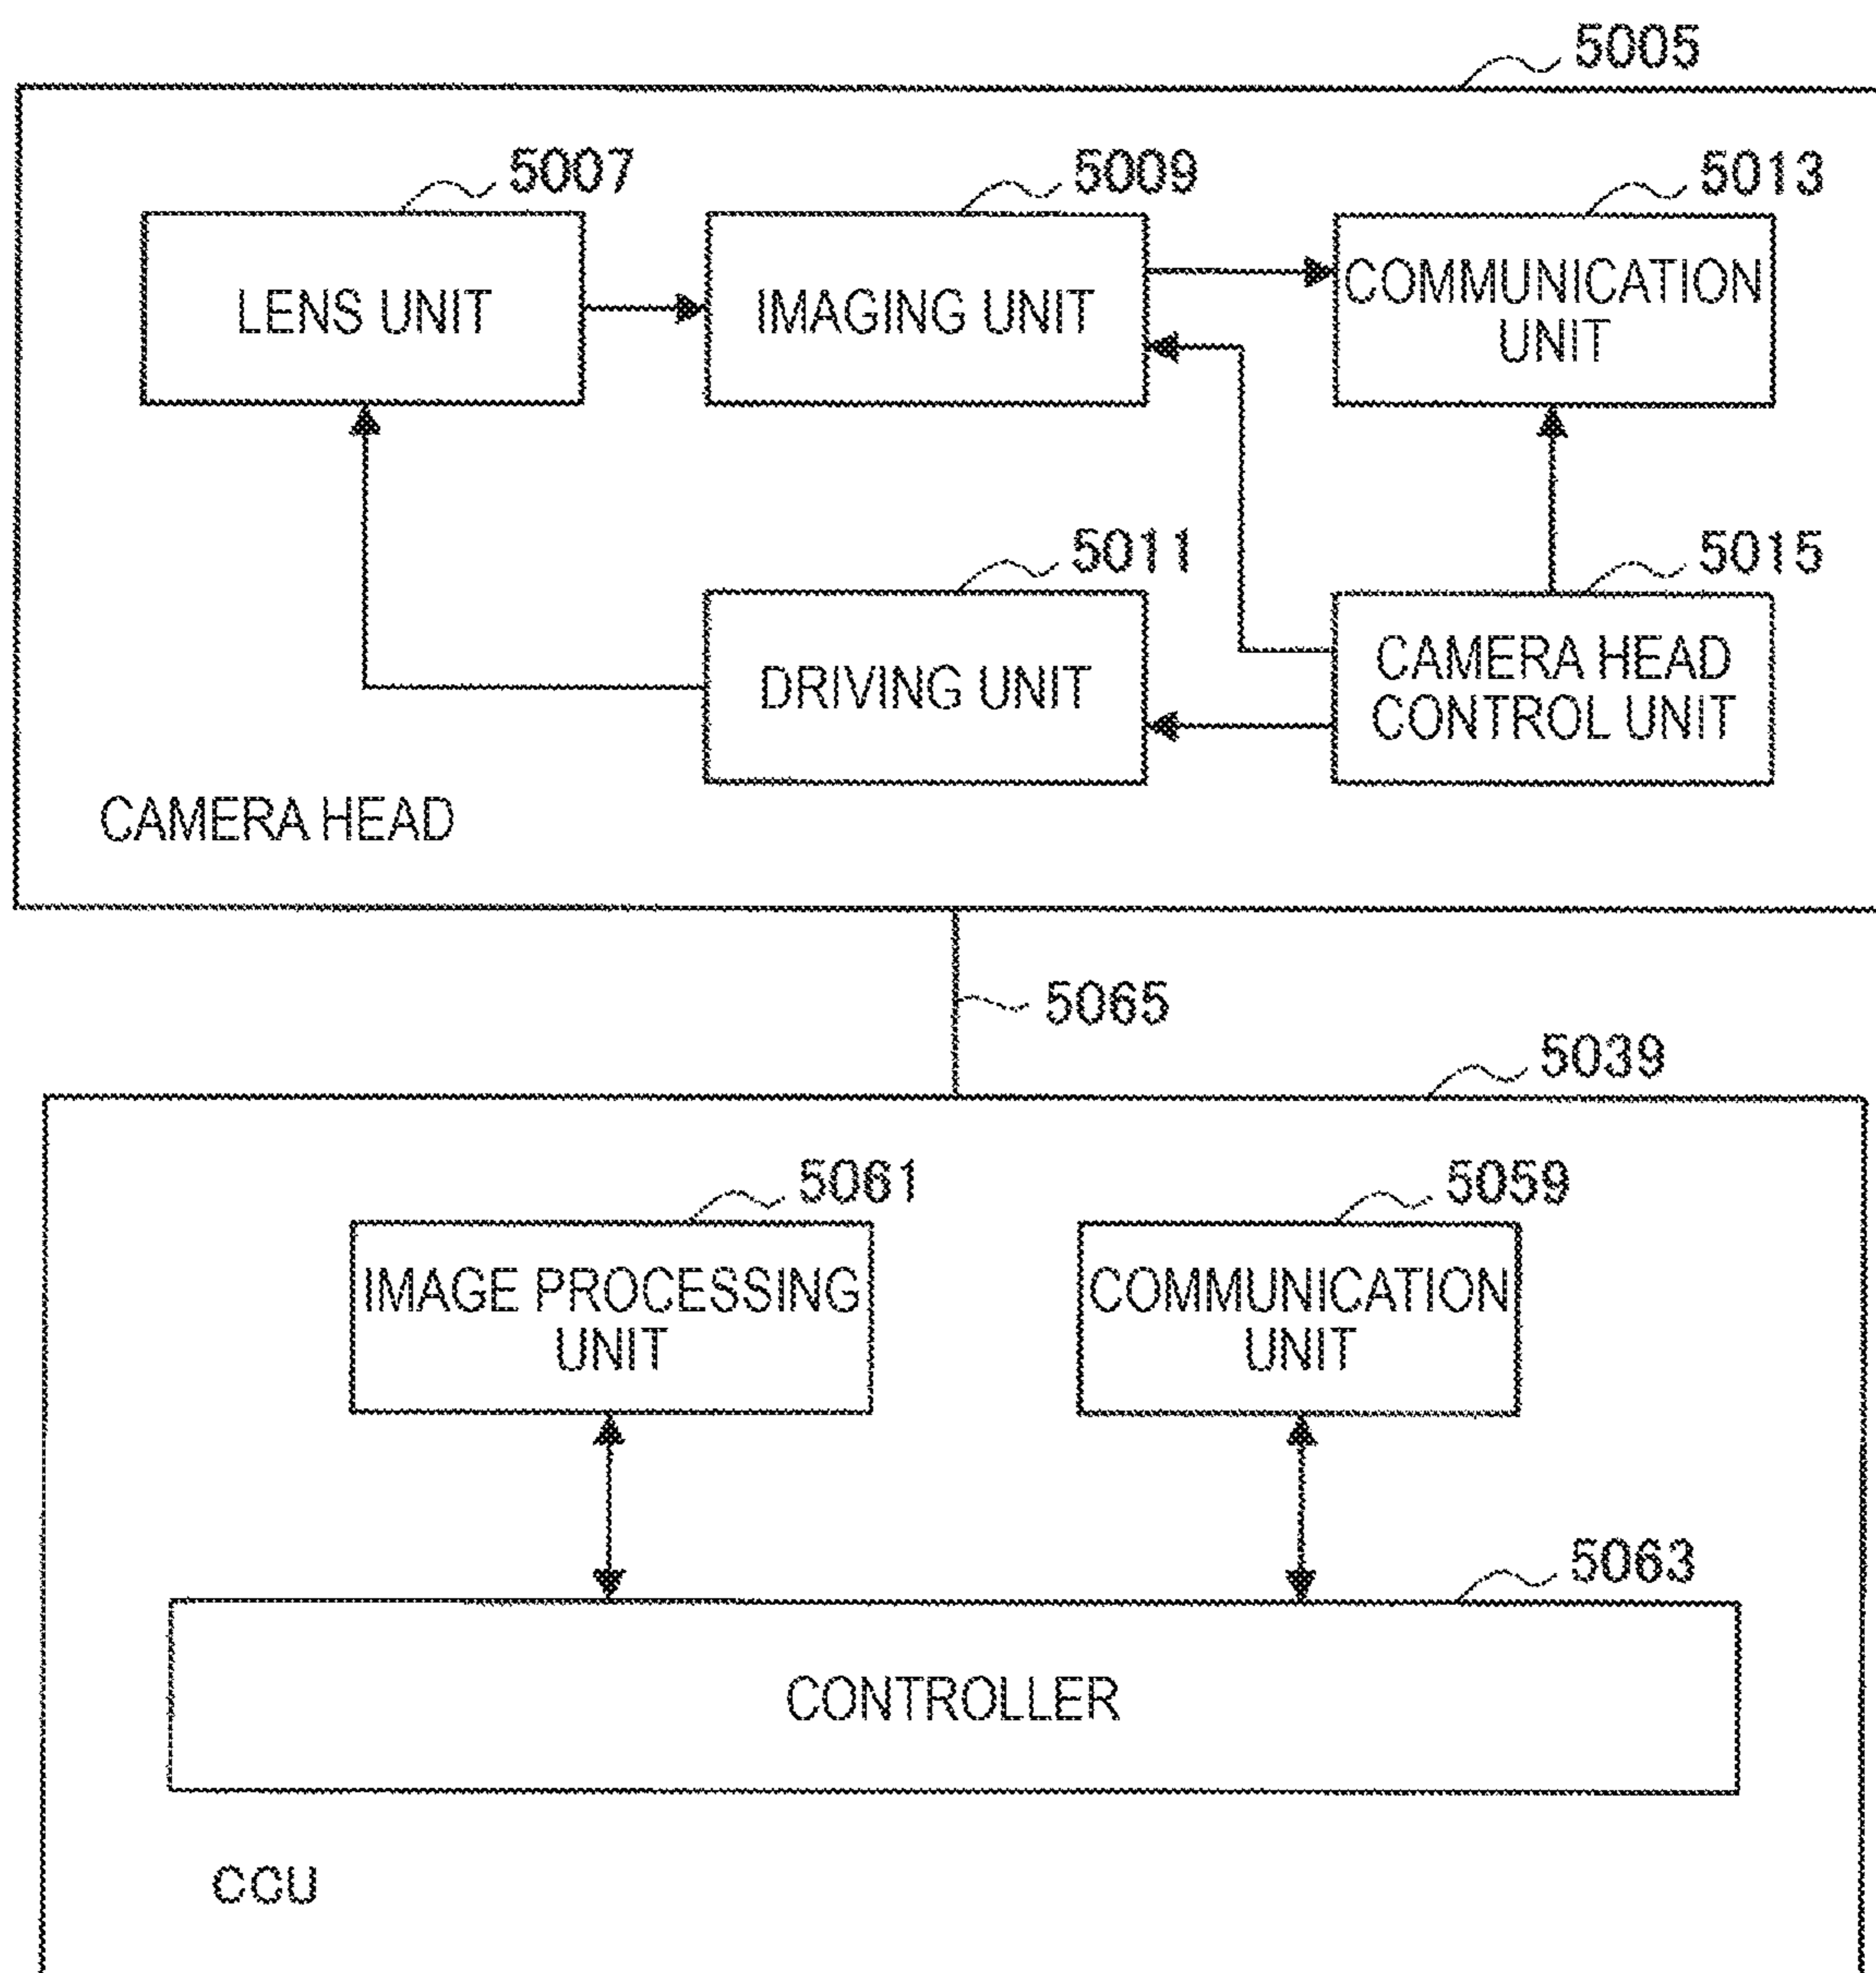 5005
5007
5009
5013
LENS UNIT
IMAGING UNIT
COMMUNICATION
UNIT
5011
5015
DRIVING UNIT
CAMERA HEAD
CONTROL UNIT
CAMERA HEAD
5065
5039
5061
5059
IMAGE PROCESSING
UNIT
COMMUNICATION
UNIT
5063
CONTROLLER
CCU